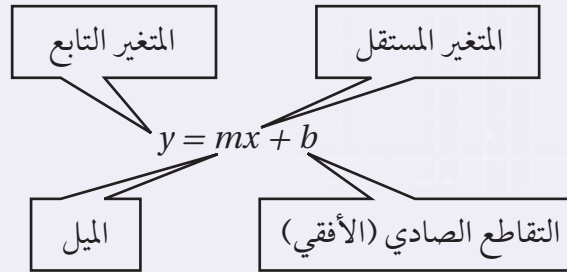 المتغير المستقل
المتغير التابع
y = mx + b
التقاطع الصادي (الأفقي)
الميل